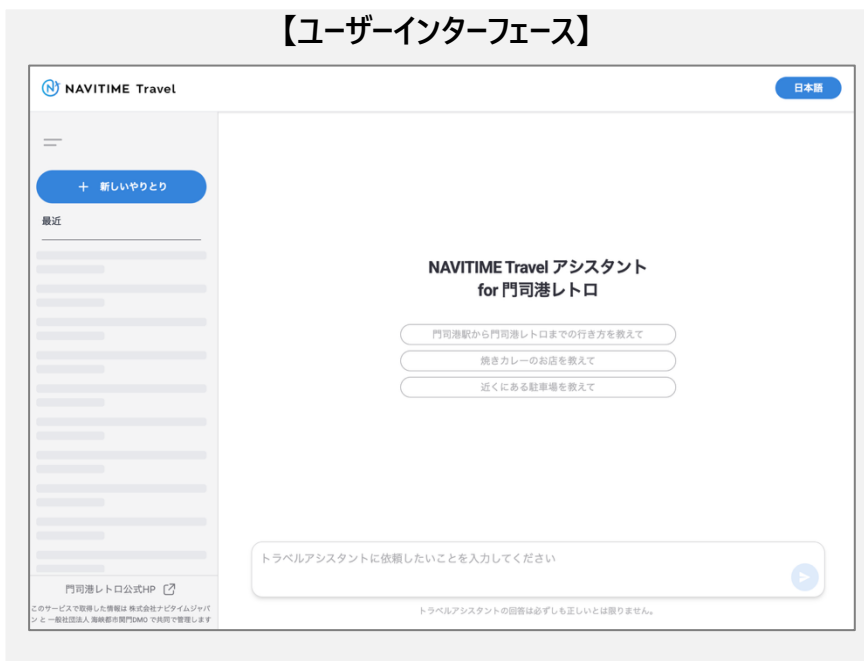 【ユーザーインターフェース】
NAVITIME Travel
日本語
+ 新しいやりとり
最近
NAVITIME Travel アシスタント
for 門司港レトロ
門司港駅から門司港レトロまでの行き方を教えて
焼きカレーのお店を教えて
近くにある駐車場を教えて
トラベルアシスタントに依頼したいことを入力してください
トラベルアシスタントの回答は必ずしも正しいとは限りません。
門司港レトロ公式HP
このサービスで取得した情報は 株式会社ナビタイムジャパ
ン と 一般社団法人 海峡都市関門DMO で共同で管理します